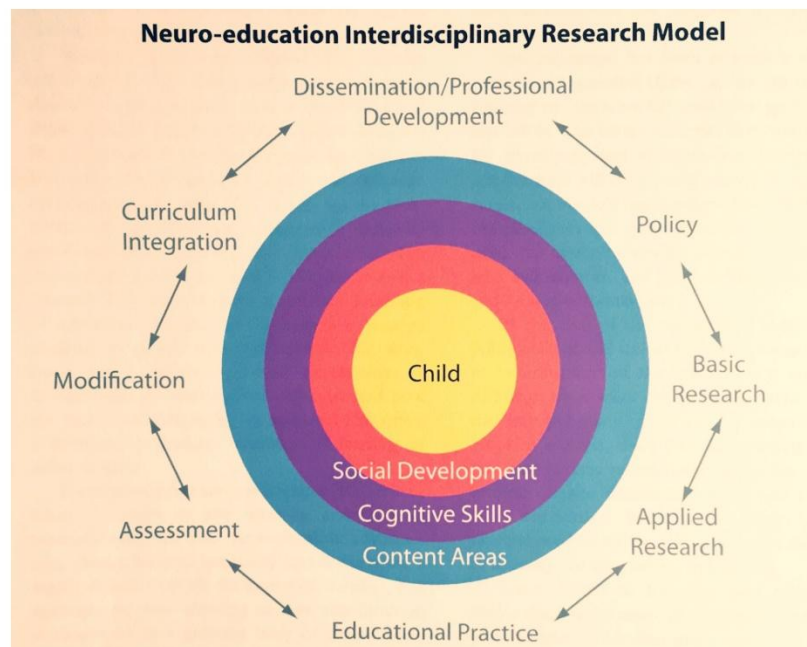 Neuro-education Interdisciplinary Research Model
Dissemination/Professional
Development
Curriculum
Integration
Policy
Modification
Child
Basic
Research
Social Development
Cognitive Skills
Content Areas
Assessment
Applied
Research
Educational Practice